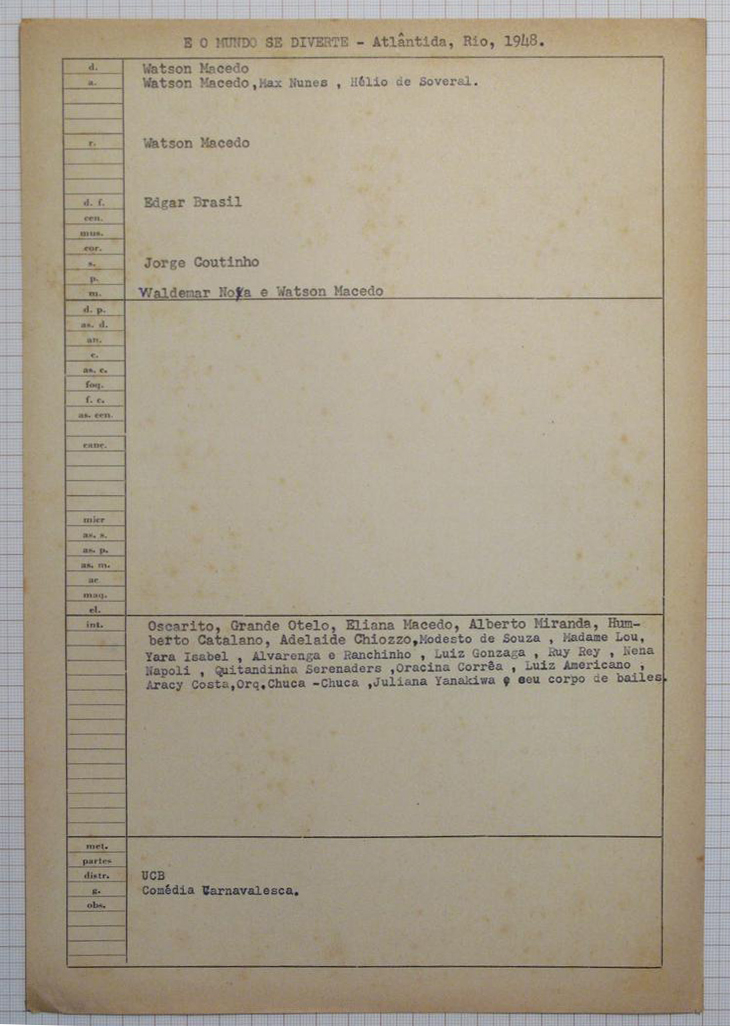 E O MUNDO SE DIVERTE - Atlântida, Rio, 1948.
d. Watson Macedo
a. Watson Macedo,Max Nunes , Hélio de Soveral.
r. Watson Macedo
d. f. Edgar Brasil
cen.
mus.
cor.
s. Jorge Coutinho
p.
m. Waldemar Noya e Watson Macedo
d. p.
as. d.
an.
c.
as. c.
foq.
f. c.
as. cen.
canc.
micr
as. s.
as. p.
as. m.
ar
maq.
el.
int. Oscarito, Grande Otelo, Eliana Macedo, Alberto Miranda, Hum-
berto Catalano, Adelaide Chiozzo,Modesto de Souza , Madame Lou,
Yara Isabel , Alvarenga e Ranchinho , Luiz Gonzaga , Ruy Rey , Nena
Napoli , Quitandinha Serenaders ,Oracina Corrêa , Luiz Americano ,
Aracy Costa,Orq.Chuca -Chuca ,Juliana Yanakiwa e seu corpo de bailes.
met.
partes
distr. UCB
g. Comédia Carnavalesca.
obs.